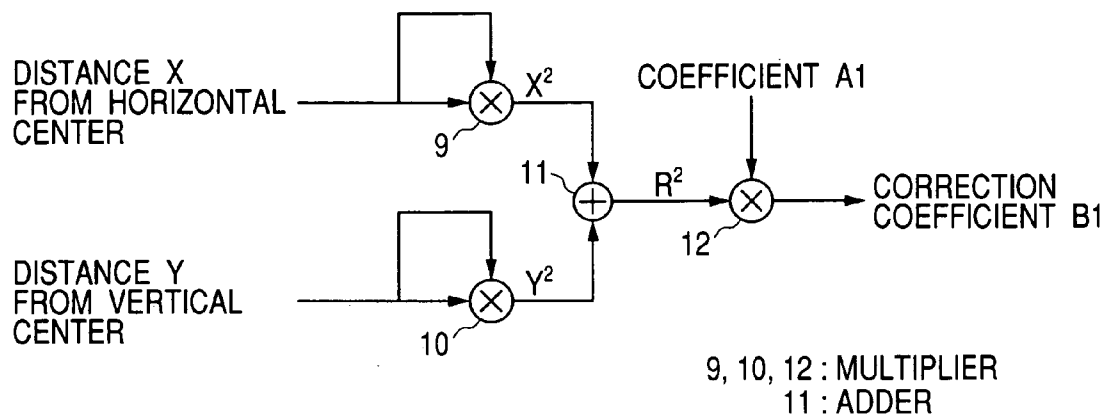 DISTANCE X
FROM HORIZONTAL
CENTER
9
X²
COEFFICIENT A1
11
R²
12
CORRECTION
COEFFICIENT B1
DISTANCE Y
FROM VERTICAL
CENTER
10
Y²
9, 10, 12 : MULTIPLIER
11 : ADDER